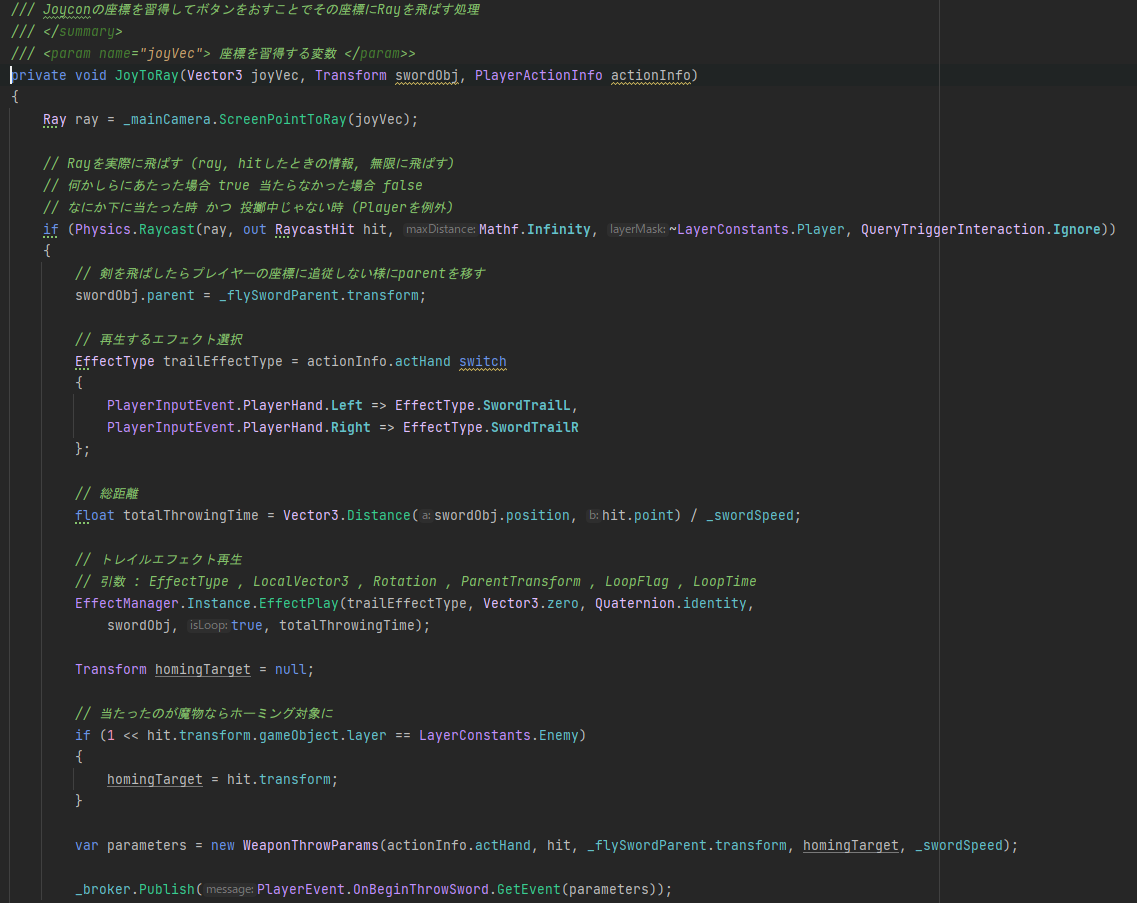 /// Joyconの座標を習得してボタンをおすことでその座標にRayを飛ばす処理
/// </summary>
/// <param name="joyVec"> 座標を習得する変数 </param>>
private void JoyToRay(Vector3 joyVec, Transform swordObj, PlayerActionInfo actionInfo)
{
Ray ray = _mainCamera.ScreenPointToRay(joyVec);
// Rayを実際に飛ばす (ray, hitしたときの情報, 無限に飛ばす)
// 何かしらにあたった場合 true 当たらなかった場合 false
// なにか下に当たった時 かつ 投擲中じゃない時 (Playerを例外)
if (Physics.Raycast(ray, out RaycastHit hit, maxDistance: Mathf.Infinity, layerMask: ~LayerConstants.Player, QueryTriggerInteraction.Ignore))
{
// 剣を飛ばしたらプレイヤーの座標に追従しない様にparentを移す
swordObj.parent = _flySwordParent.transform;
// 再生するエフェクト選択
EffectType trailEffectType = actionInfo.actHand switch
{
PlayerInputEvent.PlayerHand.Left => EffectType.SwordTrailL,
PlayerInputEvent.PlayerHand.Right => EffectType.SwordTrailR
};
// 総距離
float totalThrowingTime = Vector3.Distance(a: swordObj.position, b: hit.point) / _swordSpeed;
// トレイルエフェクト再生
// 引数 : EffectType , LocalVector3 , Rotation , ParentTransform , LoopFlag , LoopTime
EffectManager.Instance.EffectPlay(trailEffectType, Vector3.zero, Quaternion.identity,
swordObj, isLoop: true, totalThrowingTime);
Transform homingTarget = null;
// 当たったのが魔物ならホーミング対象に
if (1 << hit.transform.gameObject.layer == LayerConstants.Enemy)
{
homingTarget = hit.transform;
}
var parameters = new WeaponThrowParams(actionInfo.actHand, hit, _flySwordParent.transform, homingTarget, _swordSpeed);
_broker.Publish(message: PlayerEvent.OnBeginThrowSword.GetEvent(parameters));